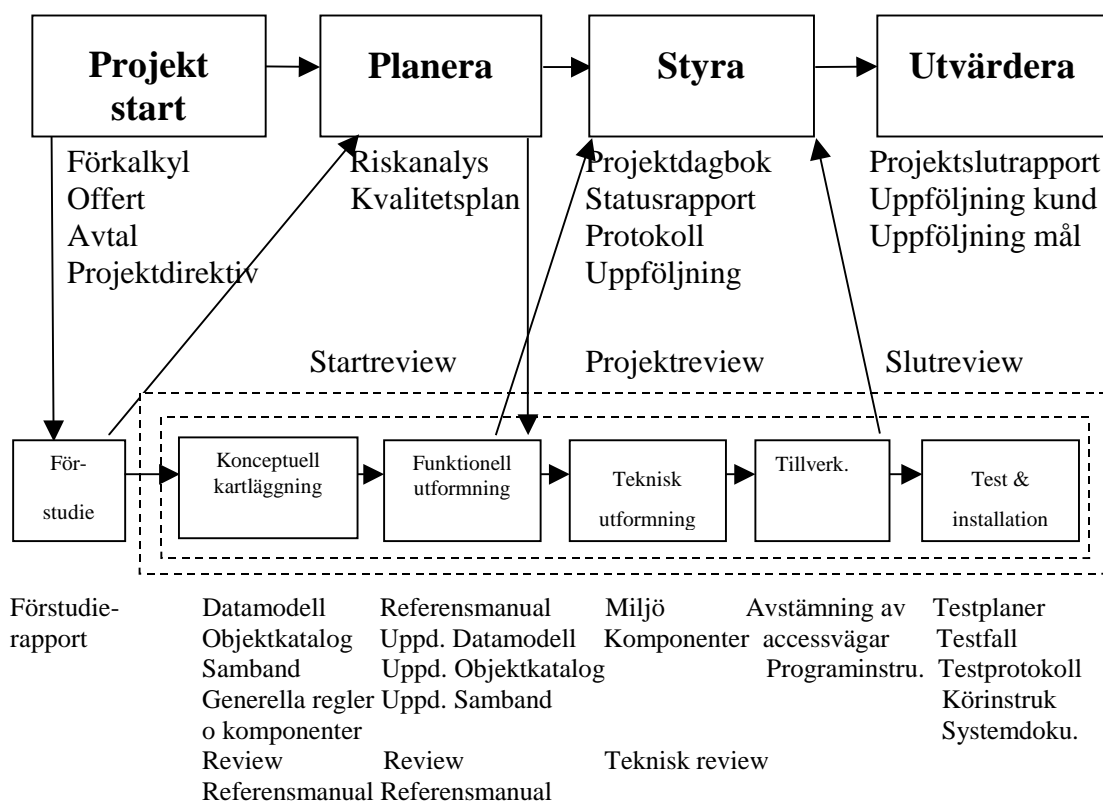 Projekt
start
Planera
Styra
Utvärdera
Förkalkyl
Offert
Avtal
Projektdirektiv
Riskanalys
Kvalitetsplan
Projektdagbok
Statusrapport
Protokoll
Uppföljning
Projektslutrapport
Uppföljning kund
Uppföljning mål
Startreview
Projektreview
Slutreview
För-
studie
Konceptuell
kartläggning
Funktionell
utformning
Teknisk
utformning
Tillverk.
Test &
installation
Förstudie-
rapport
Datamodell
Objektkatalog
Samband
Generella regler
o komponenter
Review
Referensmanual
Referensmanual
Uppd. Datamodell
Uppd. Objektkatalog
Uppd. Samband
Review
Referensmanual
Miljö
Komponenter
Teknisk review
Avstämning av
accessvägar
Programinstru.
Testplaner
Testfall
Testprotokoll
Körinstruk
Systemdoku.